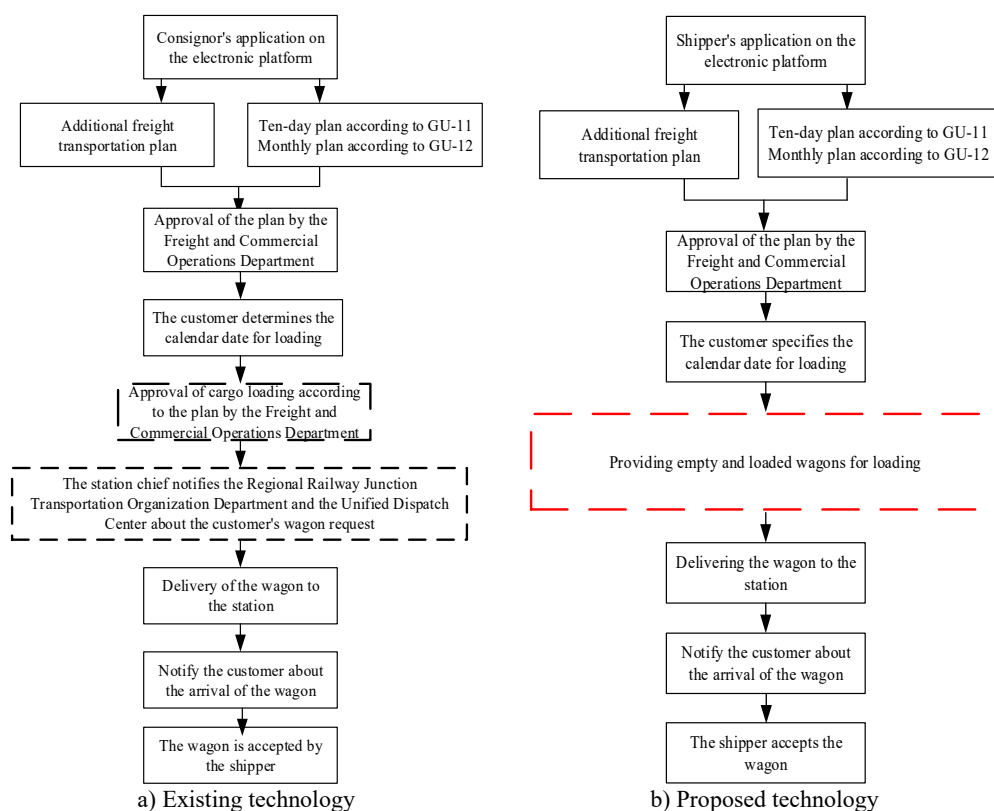 Consignor's application on
the electronic platform
Additional freight
transportation plan
Ten-day plan according to GU-11
Monthly plan according to GU-12
Approval of the plan by the
Freight and Commercial
Operations Department
The customer determines the
calendar date for loading
Approval of cargo loading according
to the plan by the Freight and
Commercial Operations Department
The station chief notifies the Regional Railway Junction
Transportation Organization Department and the Unified Dispatch
Center about the customer's wagon request
Delivery of the wagon to
the station
Notify the customer about
the arrival of the wagon
The wagon is accepted by
the shipper
a) Existing technology
Shipper's application on the
electronic platform
Additional freight
transportation plan
Ten-day plan according to GU-11
Monthly plan according to GU-12
Approval of the plan by the
Freight and Commercial
Operations Department
The customer specifies the
calendar date for loading
Providing empty and loaded wagons for loading
Delivering the wagon to the
station
Notify the customer about
the arrival of the wagon
The shipper accepts the
wagon
b) Proposed technology